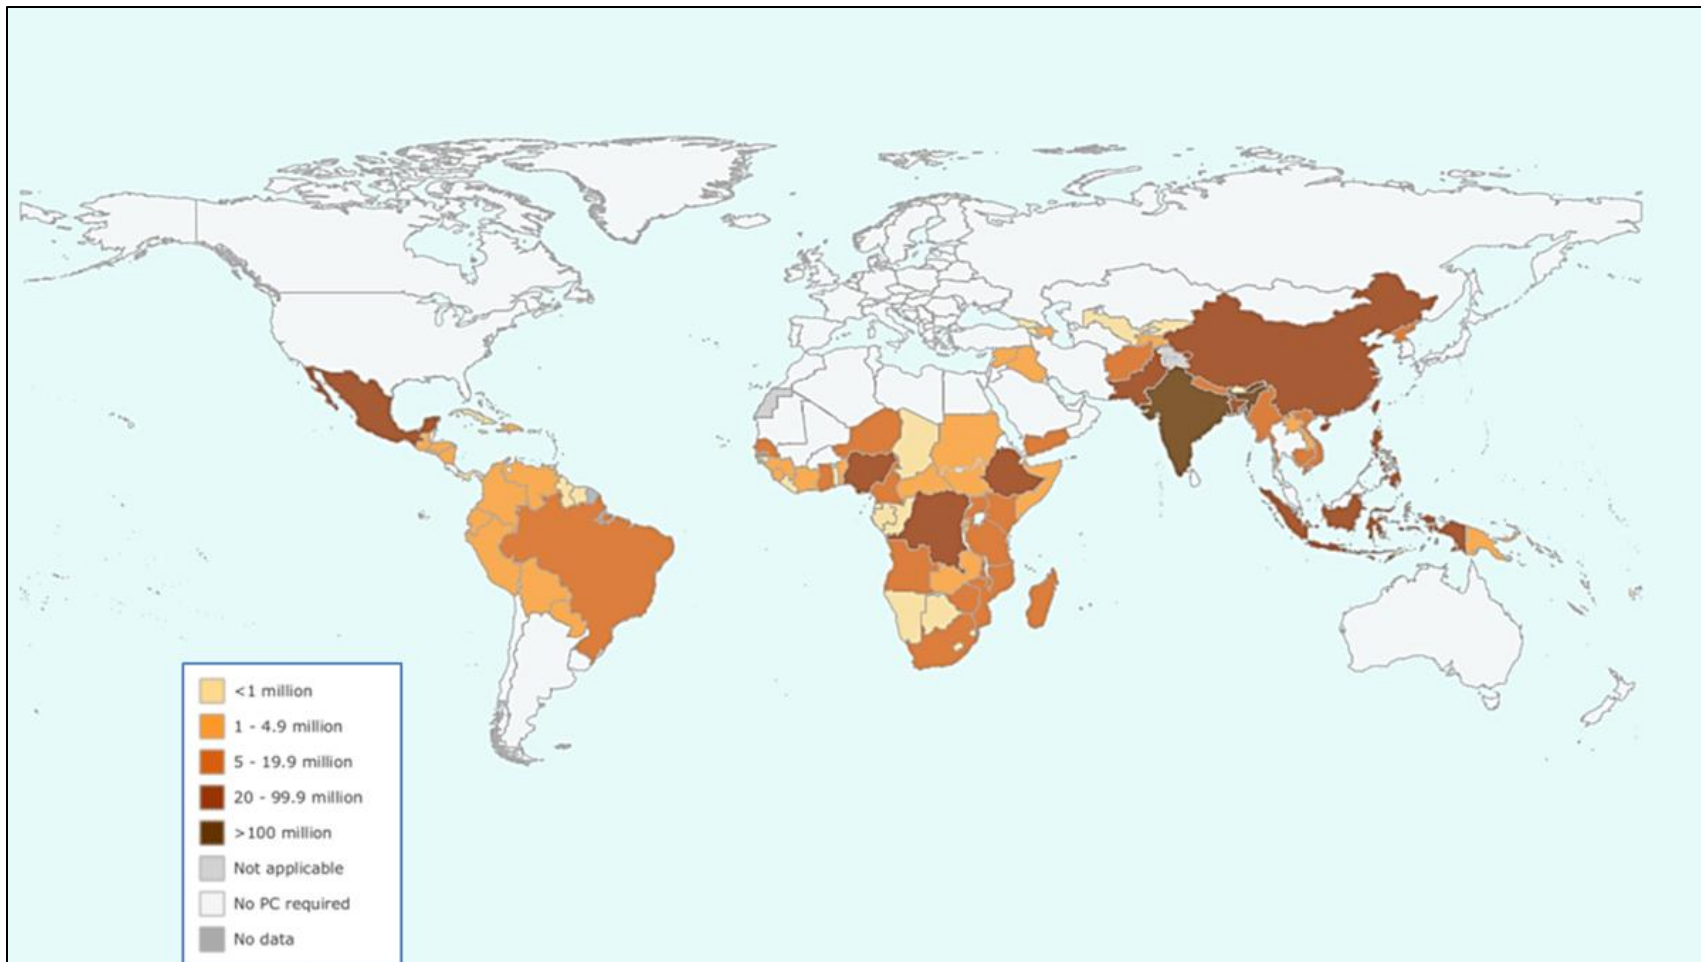 <1 million
1 - 4.9 million
5 - 19.9 million
20 - 99.9 million
>100 million
Not applicable
No PC required
No data